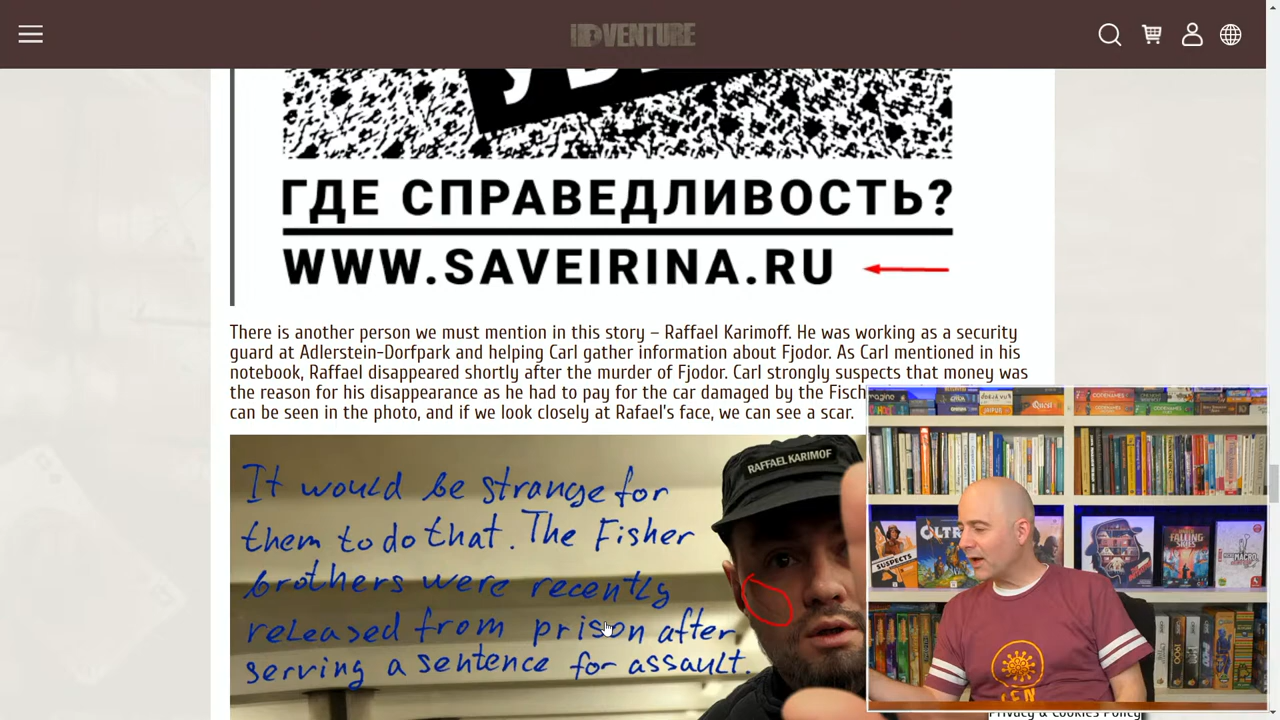 IDVENTURE
ГДЕ СПРАВЕДЛИВОСТЬ?
WWW.SAVEIRINA.RU
There is another person we must mention in this story – Raffael Karimoff. He was working as a security
guard at Adlerstein-Dorfpark and helping Carl gather information about Fjodor. As Carl mentioned in his
notebook, Raffael disappeared shortly after the murder of Fjodor. Carl strongly suspects that money was
the reason for his disappearance as he had to pay for the car damaged by the Fisch
can be seen in the photo, and if we look closely at Rafael's face, we can see a scar.
RAFFAEL KARIMOF
It would be strange for
them to do that. The Fisher
brothers were recently
released from prison after
serving a sentence for assault.
SUSPECTS
FALLING
SKIES
Privacy & Cookies Policy